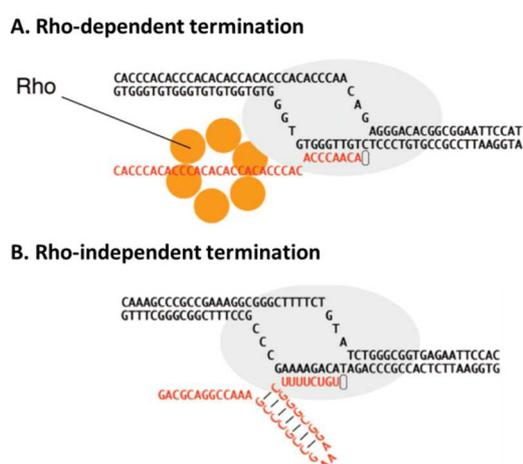 A. Rho-dependent termination
CACCCACACCCACACACCACACCCACACCCAA
Rho
GTGGGTGTGGGTGTGTGGTGTG
C
G
A
G
G
T
AGGGACACGGCGGAATTCCAT
GTGGGTTGTCTCCCTGTGCCGCCTTAAGGTA
ACCCAACA
CACCCACACCCACACACCACACCCAC
B. Rho-independent termination
CAAAGCCCGCCGAAAGGCGGGCTTTTCT
GTTTCGGGCGGCTTTCCG
G
C
T
C
A
C
TCTGGGCGGTGAGAATTCCAC
GAAAAGACATAGACCCGCCACTCTTAAGGTG
UUUUCUGU
GACGCAGGCCAAA